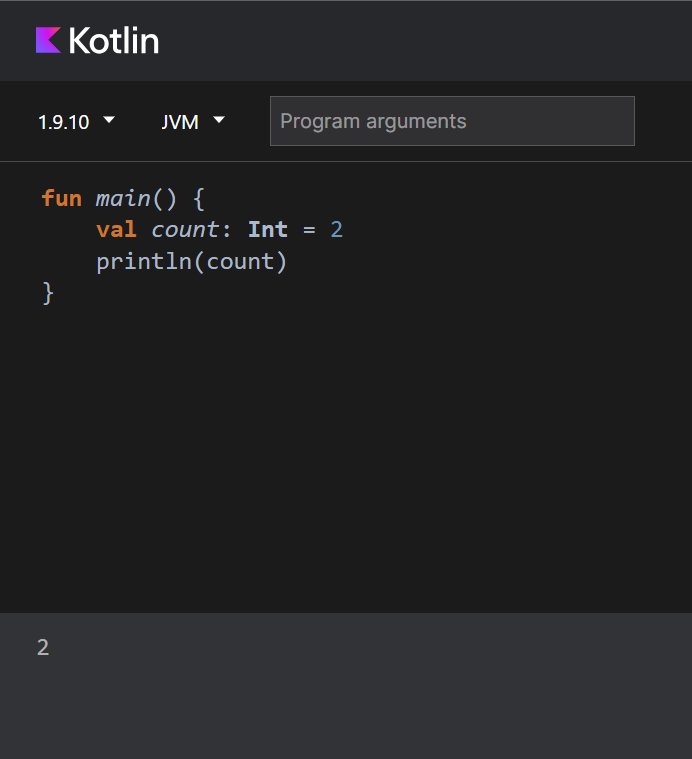 Kotlin
1.9.10 JVM Program arguments
fun main() {
    val count: Int = 2
    println(count)
}
2